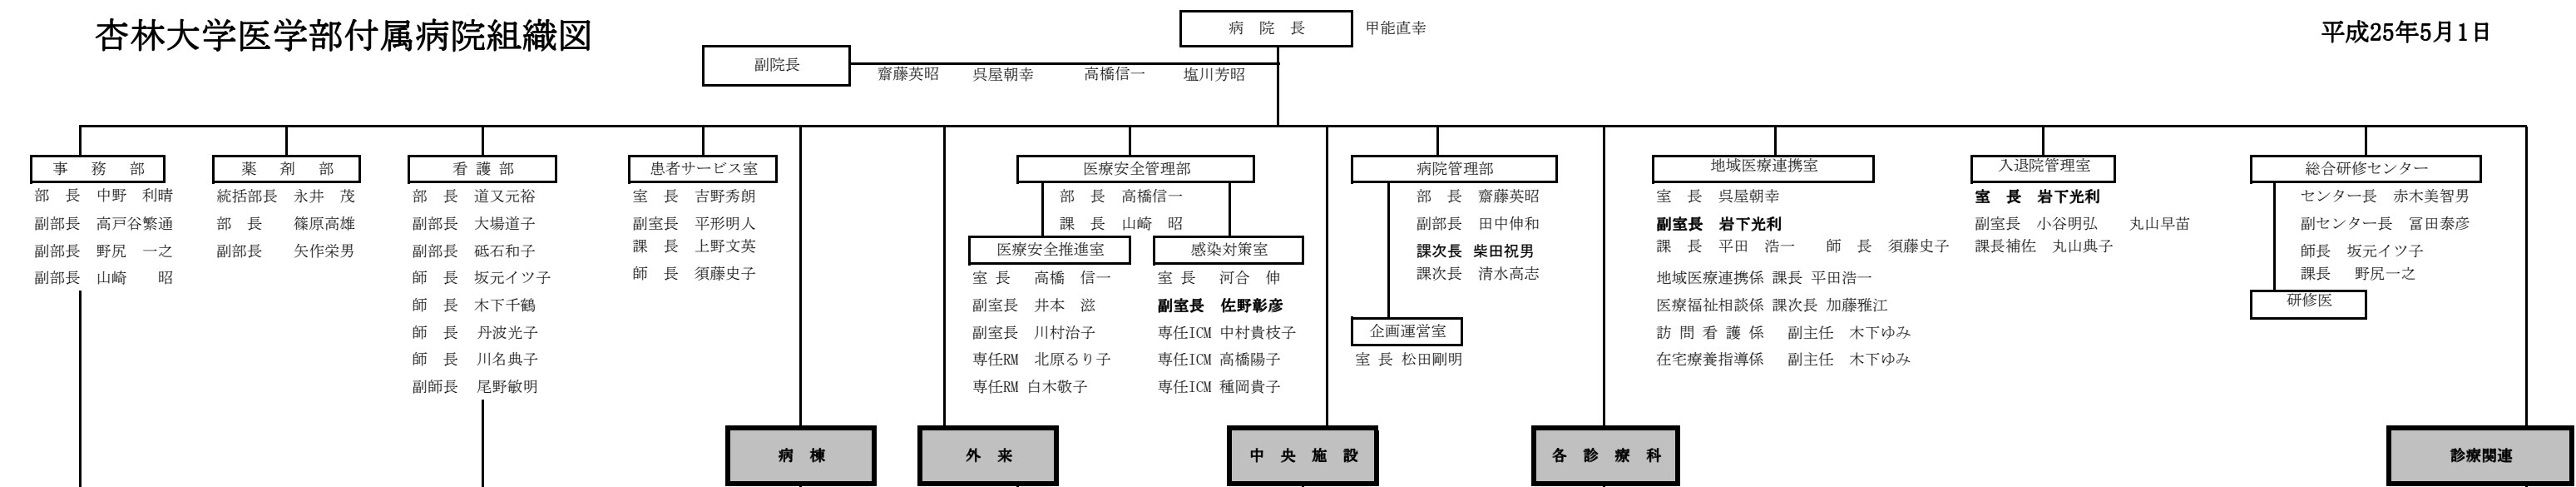 杏林大学医学部付属病院組織図
病　院　長　甲能直幸
平成25年5月1日
副院長　齋藤英昭　呉屋朝幸　高橋信一　塩川芳昭
事　務　部
部　長　中野　利晴
副部長　高戸谷繁通
副部長　野尻　一之
副部長　山崎　　昭
薬　剤　部
統括部長　永井　茂
部　長　　篠原高雄
副部長　　矢作栄男
看 護 部
部　長　道又元裕
副部長　大場道子
副部長　砥石和子
師　長　坂元イツ子
師　長　木下千鶴
師　長　丹波光子
師　長　川名典子
副師長　尾野敏明
患者サービス室
室　長　吉野秀朗
副室長　平形明人
課　長　上野文英
師　長　須藤史子
医療安全管理部
部　長　高橋信一
課　長　山崎　昭
医療安全推進室
室 長　高橋　信一
副室長　井本　滋
副室長　川村治子
専任RM　北原るり子
専任RM 白木敬子
感染対策室
室 長　河合　伸
副室長　佐野彰彦
専任ICM 中村貴枝子
専任ICM 高橋陽子
専任ICM 種岡貴子
病院管理部
部　長　齋藤英昭
副部長　田中伸和
課次長　柴田祝男
課次長　清水高志
企画運営室
室 長 松田剛明
地域医療連携室
室　長　呉屋朝幸
副室長　岩下光利
課　長　平田　浩一　　師　長　須藤史子
地域医療連携係 課長 平田浩一
医療福祉相談係 課次長 加藤雅江
訪 問 看 護 係　副主任　木下ゆみ
在宅療養指導係　副主任　木下ゆみ
入退院管理室
室　長　岩下光利
副室長　小谷明弘　　丸山早苗
課長補佐　丸山典子
総合研修センター
センター長　赤木美智男
副センター長　冨田泰彦
師長　坂元イツ子
課長　野尻一之
研修医
病　棟
外　来
中　央　施　設
各　診　療　科
診療関連